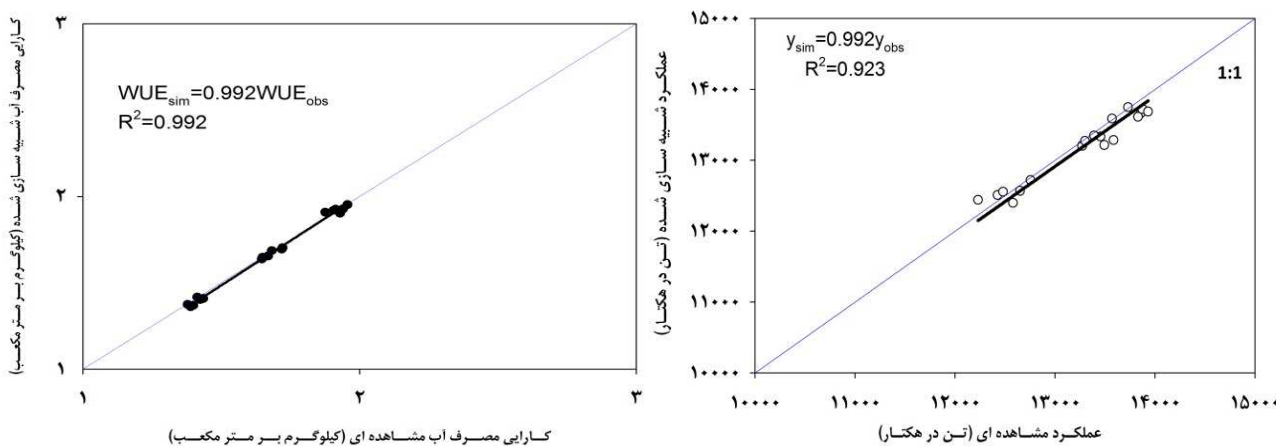 کارایی مصرف آب شبیه سازی شده (کیلوگرم بر متر مکعب)
۳
۲
۱
WUEsim=0.992WUEobs
R²=0.992
۱ ۲ ۳
کارایی مصرف آب مشاهده ای (کیلوگرم بر متر مکعب)
عملکرد شبیه سازی شده (تن در هکتار)
۱۵۰۰۰
۱۴۰۰۰
۱۳۰۰۰
۱۲۰۰۰
۱۱۰۰۰
۱۰۰۰۰
ysim=0.992yobs
R²=0.923
1:1
۱۰۰۰۰ ۱۱۰۰۰ ۱۲۰۰۰ ۱۳۰۰۰ ۱۴۰۰۰ ۱۵۰۰۰
عملکرد مشاهده ای (تن در هکتار)